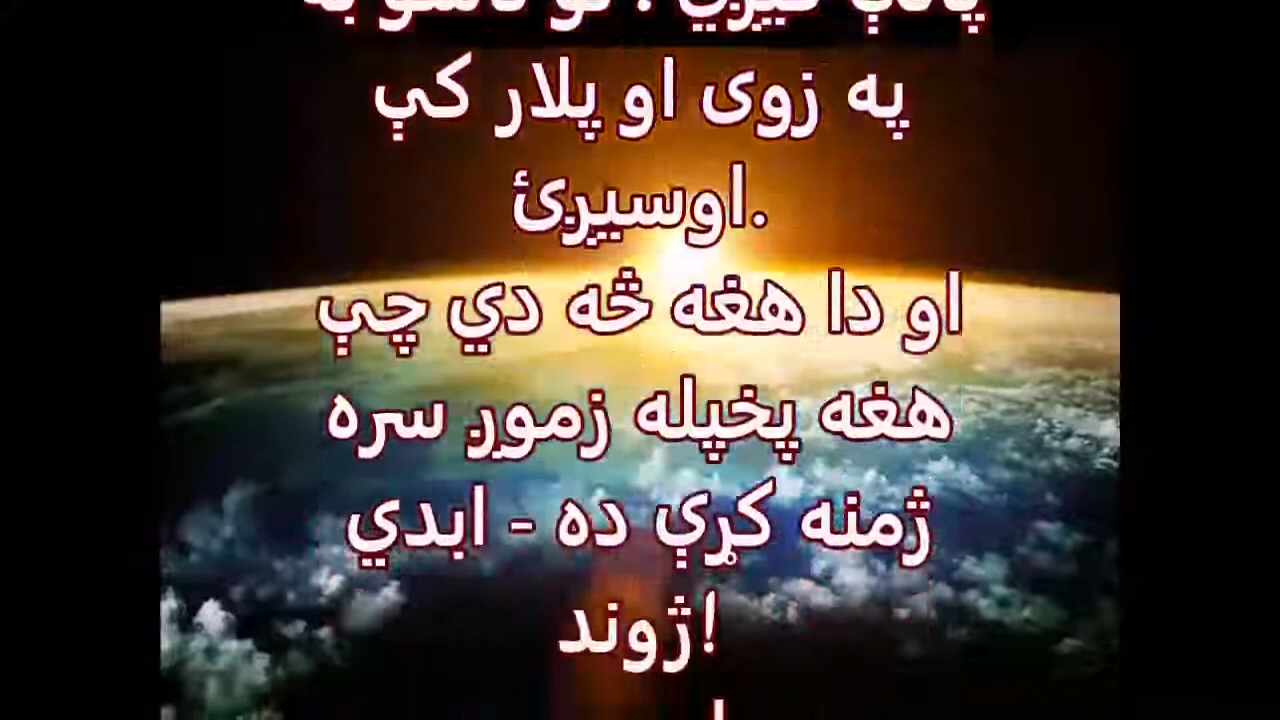 په زوی او پلار کې
اوسیږئ.
او دا هغه څه دي چې
هغه پخپله زموږ سره
ژمنه کړې ده - ابدي
ژوند!